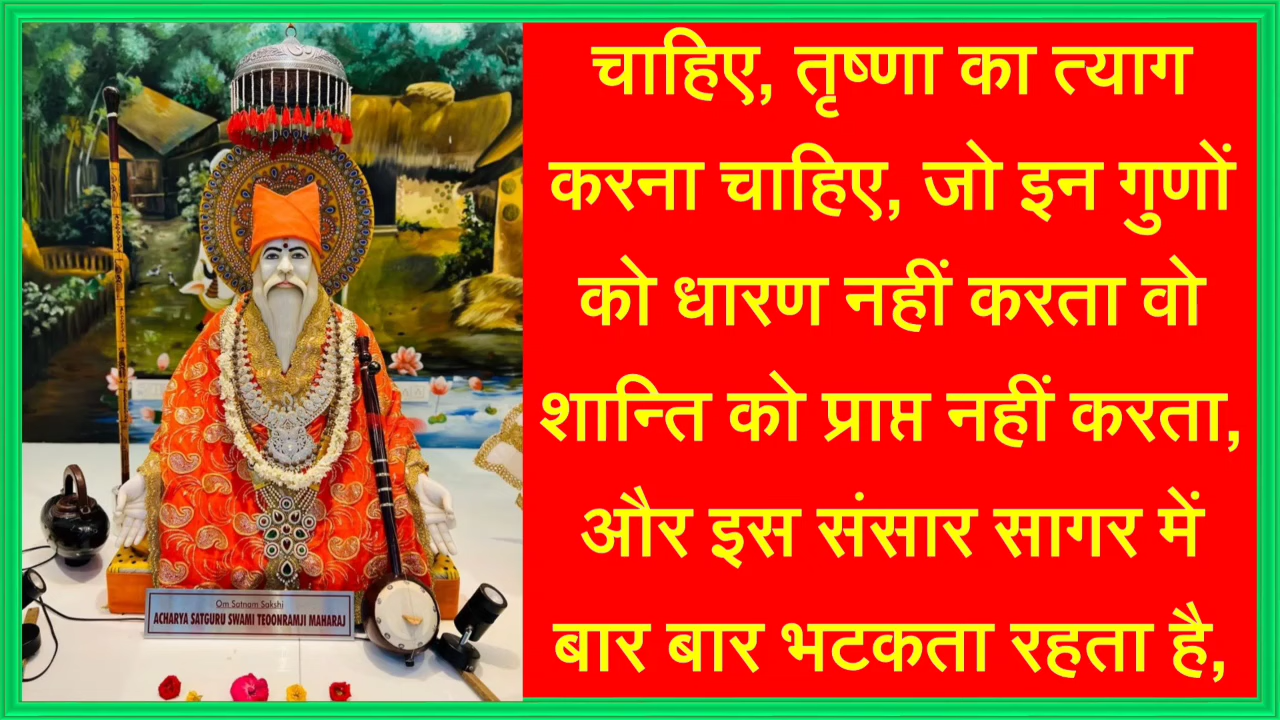 चाहिए, तृष्णा का त्याग
करना चाहिए, जो इन गुणों
को धारण नहीं करता वो
शान्ति को प्राप्त नहीं करता,
और इस संसार सागर में
बार बार भटकता रहता है,
Om Satnam Sakshi
ACHARYA SATGURU SWAMI TEOONRAMJI MAHARAJ